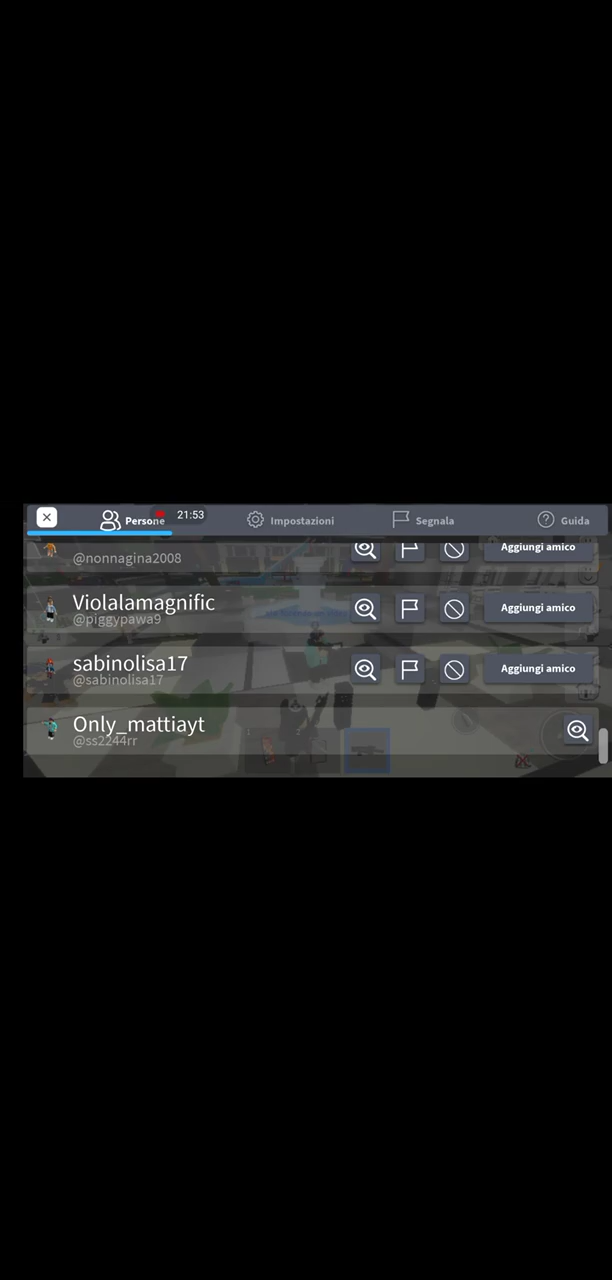 Persone
21:53
Impostazioni
Segnala
Guida
@nonnagina2008
Aggiungi amico
Violalamagnific
@piggypawa9
Aggiungi amico
sabinolisa17
@sabinolisa17
Aggiungi amico
Only_mattiayt
@ss2244rr